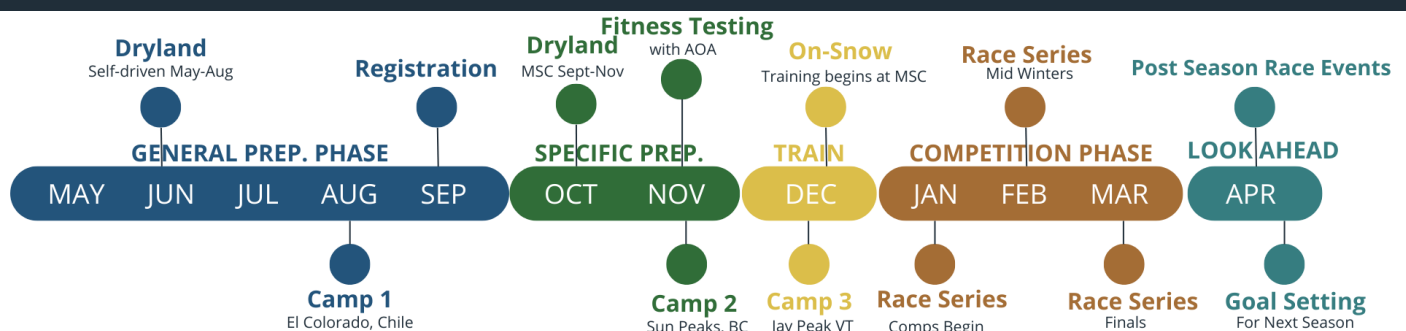 Fitness Testing
with AOA
Dryland
Self-driven May-Aug
Registration
Dryland
MSC Sept-Nov
On-Snow
Training begins at MSC
Race Series
Mid Winters
Post Season Race Events
GENERAL PREP. PHASE
SPECIFIC PREP.
TRAIN
COMPETITION PHASE
LOOK AHEAD
MAY JUN JUL AUG SEP OCT NOV DEC JAN FEB MAR APR
Camp 1
El Colorado, Chile
Camp 2
Sun Peaks, BC
Camp 3
Jay Peak VT
Race Series
Comps Begin
Race Series
Finals
Goal Setting
For Next Season